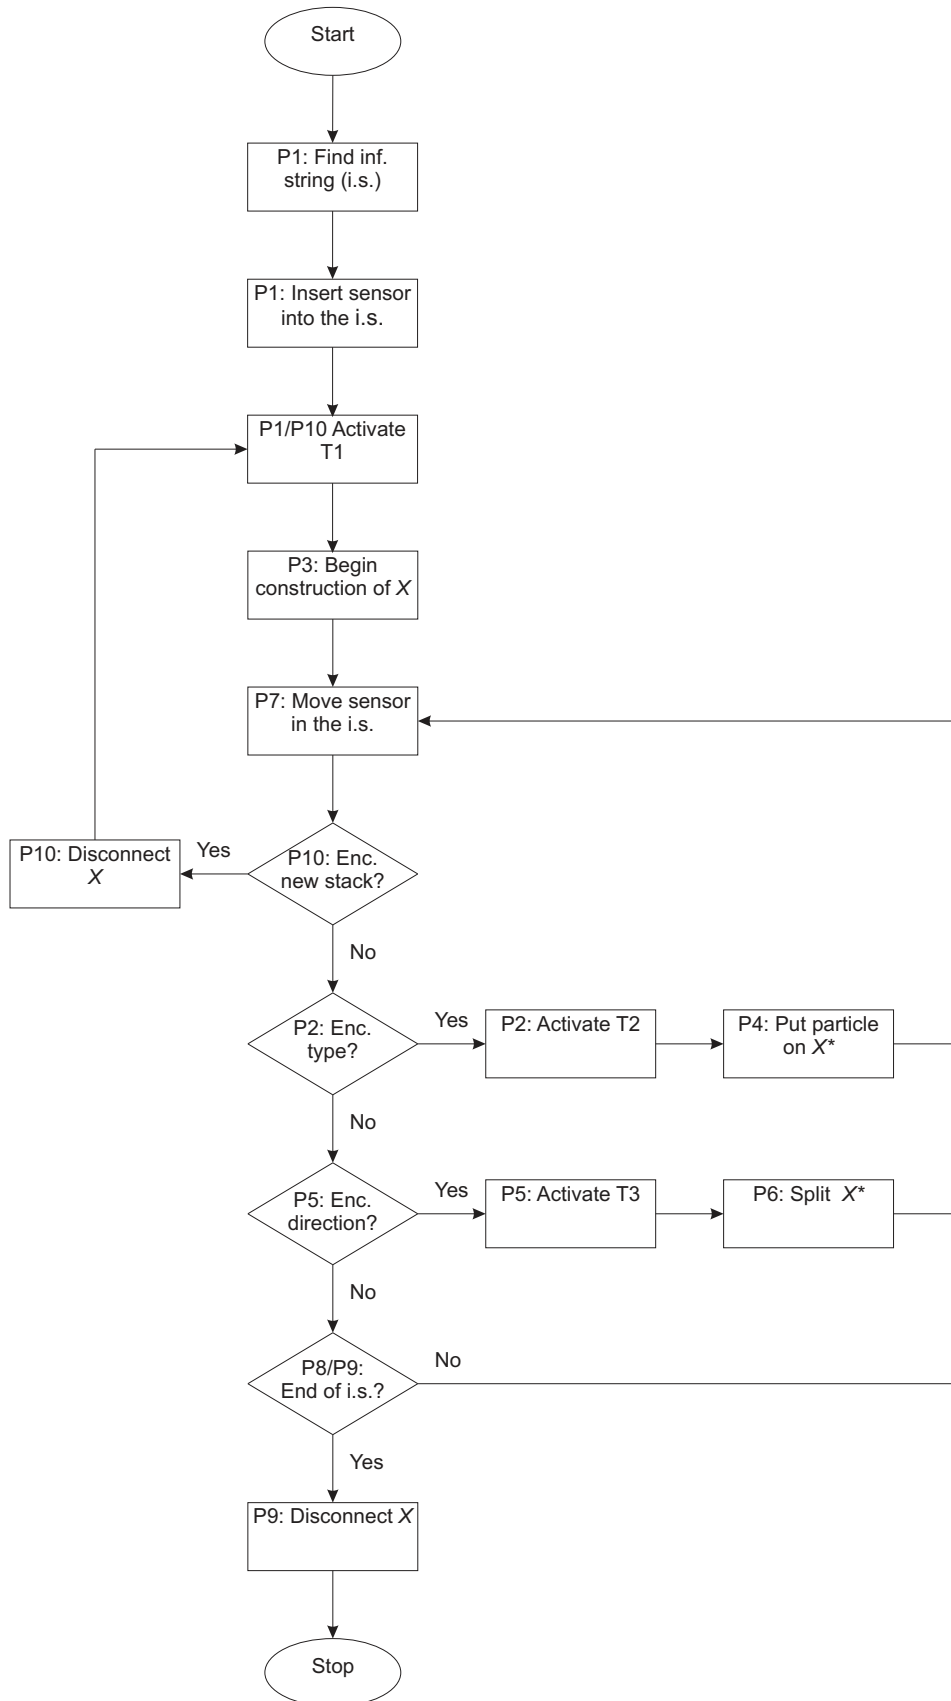 Start
P1: Find inf.
string (i.s.)
P1: Insert sensor
into the i.s.
P1/P10 Activate
T1
P3: Begin
construction of X
P7: Move sensor
in the i.s.
P10: Disconnect
X
Yes
P10: Enc.
new stack?
No
P2: Enc.
type?
Yes
P2: Activate T2
P4: Put particle
on X*
No
P5: Enc.
direction?
Yes
P5: Activate T3
P6: Split X*
No
P8/P9:
End of i.s.?
No
Yes
P9: Disconnect X
Stop